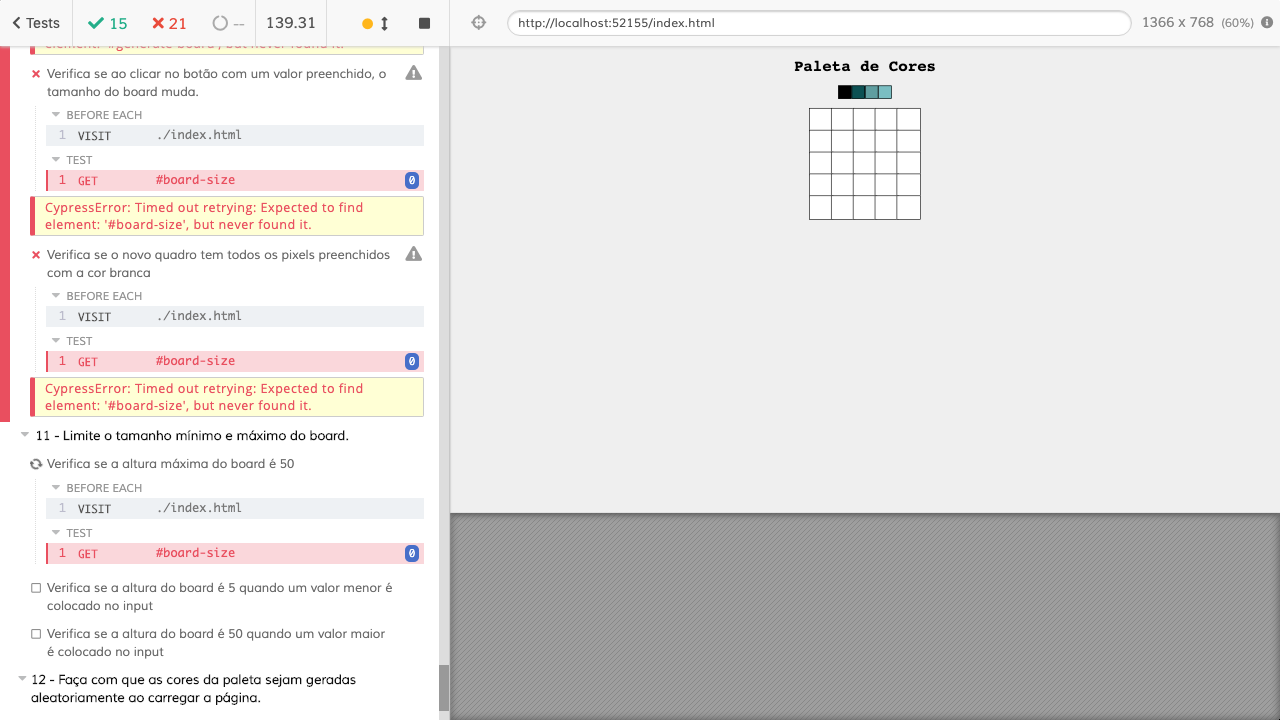 Tests
15
21
--
139.31
http://localhost:52155/index.html
1366 x 768 (60%)
element: '#generate-board', but never found it.
Verifica se ao clicar no botão com um valor preenchido, o
tamanho do board muda.
BEFORE EACH
1 VISIT ./index.html
TEST
1 GET #board-size 0
CypressError: Timed out retrying: Expected to find
element: '#board-size', but never found it.
Verifica se o novo quadro tem todos os pixels preenchidos
com a cor branca
BEFORE EACH
1 VISIT ./index.html
TEST
1 GET #board-size 0
CypressError: Timed out retrying: Expected to find
element: '#board-size', but never found it.
11 - Limite o tamanho mínimo e máximo do board.
Verifica se a altura máxima do board é 50
BEFORE EACH
1 VISIT ./index.html
TEST
1 GET #board-size 0
Verifica se a altura do board é 5 quando um valor menor é
colocado no input
Verifica se a altura do board é 50 quando um valor maior
é colocado no input
12 - Faça com que as cores da paleta sejam geradas
aleatoriamente ao carregar a página.
Paleta de Cores